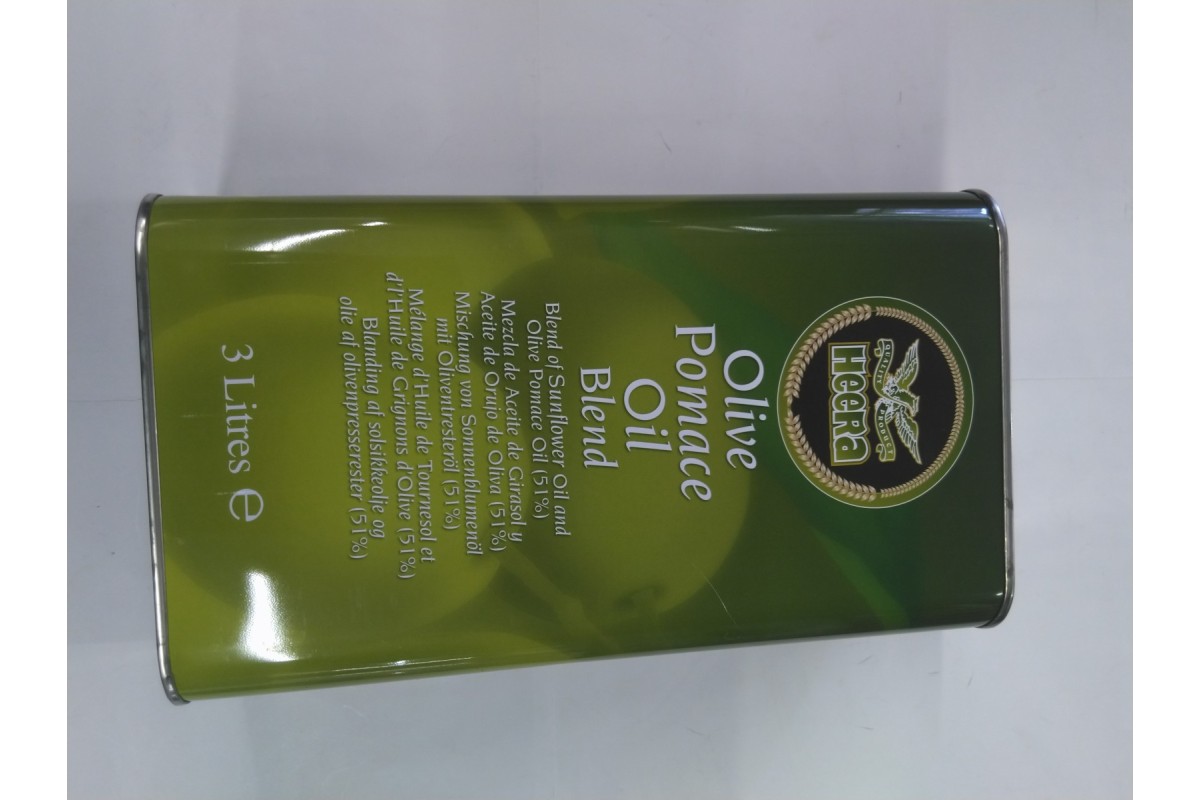 QUALITY PRODUCT
HEERA
Olive
Pomace
Oil
Blend
Blend of Sunflower Oil and
Olive Pomace Oil (51%)
Mezcla de Aceite de Girasol y
Aceite de Orujo de Oliva (51%)
Mischung von Sonnenblumenöl
mit Oliventresteröl (51%)
Mélange d'Huile de Tournesol et
d'l'Huile de Grignons d'Olive (51%)
Blanding af solsikkeolje og
olie af olivenpresserester (51%)
3 Litres e